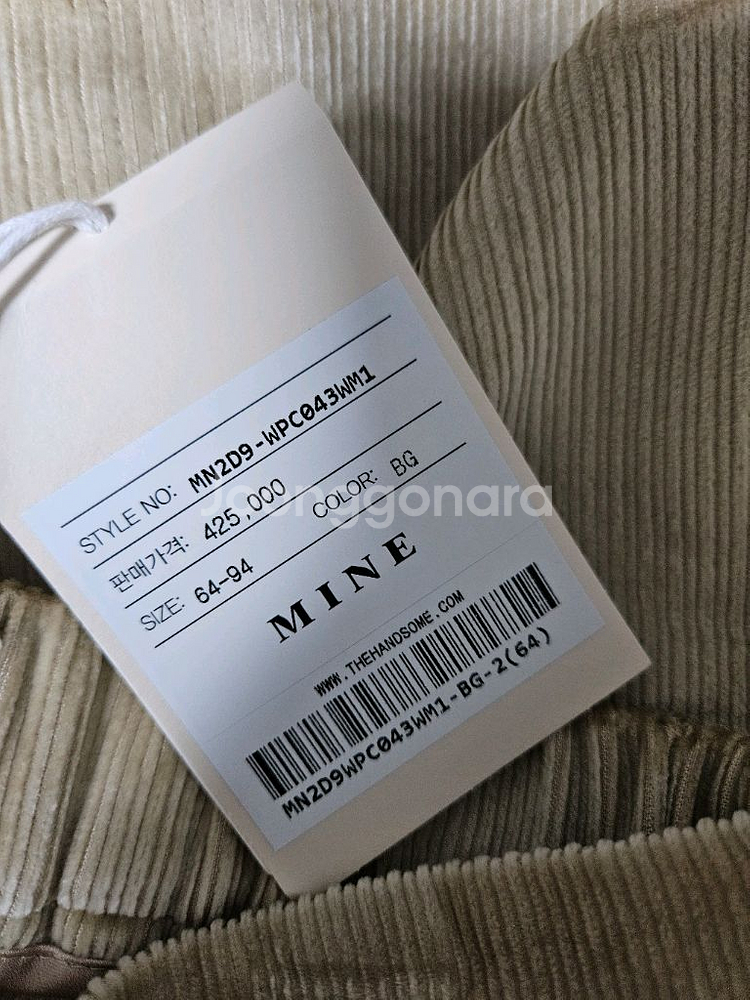 STYLE NO: MN2D9-WPC043WM1
판매가격: 425,000
SIZE: 64-94 COLOR: BG
MINE
WWW.THEHANDSOME.COM
MN2D9WPC043WM1-BG-2(64)
Joonggonara